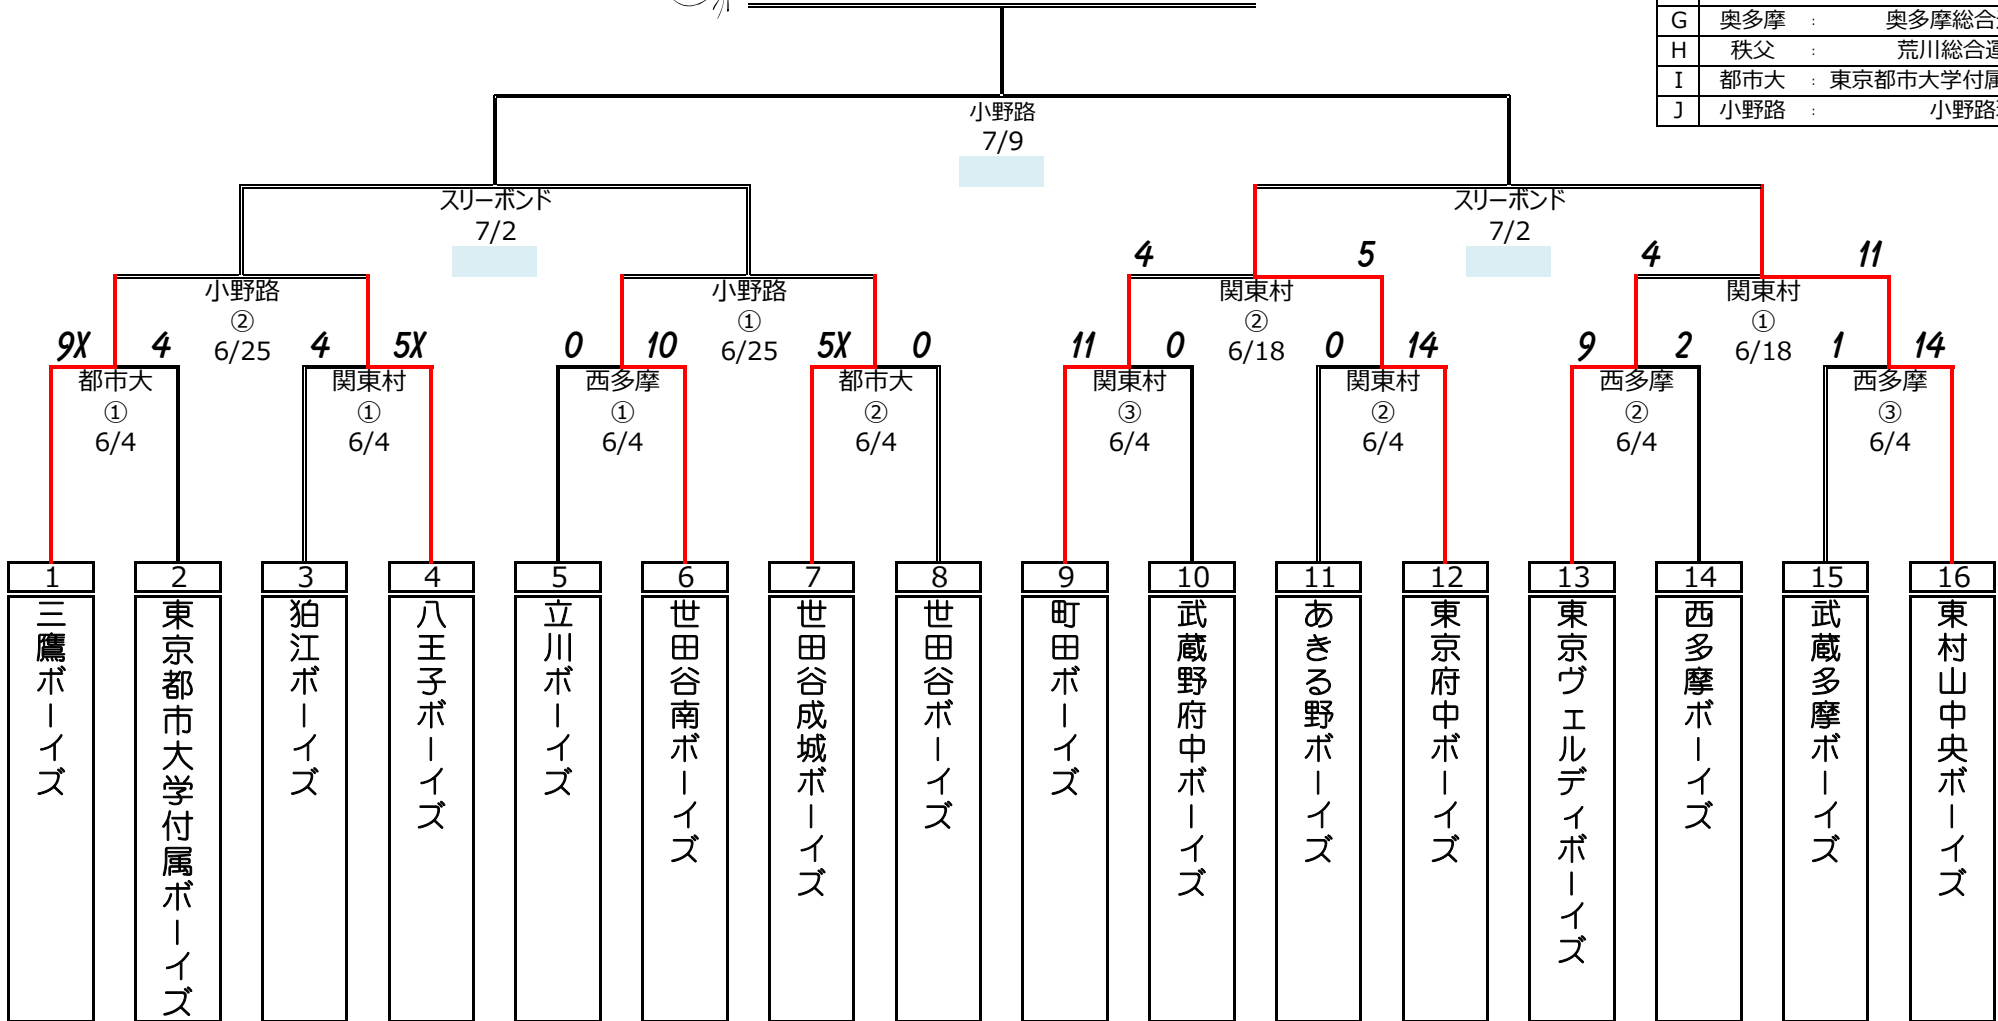 G 奥多摩 : 奥多摩総合
H 秩父 : 荒川総合運
I 都市大 : 東京都市大学付属
J 小野路 : 小野路
小野路
7/9
スリーボンド
7/2
スリーボンド
7/2
4 5 4 11
小野路
②
6/25
小野路
①
6/25
関東村
②
6/18
関東村
①
6/18
9X 4 4 5X 0 10 5X 0 11 0 0 14 9 2 1 14
都市大
①
6/4
関東村
①
6/4
西多摩
①
6/4
都市大
②
6/4
関東村
③
6/4
関東村
②
6/4
西多摩
②
6/4
西多摩
③
6/4
1 2 3 4 5 6 7 8 9 10 11 12 13 14 15 16
三鷹ボーイズ
東京都市大学付属ボーイズ
狛江ボーイズ
八王子ボーイズ
立川ボーイズ
世田谷南ボーイズ
世田谷成城ボーイズ
世田谷ボーイズ
町田ボーイズ
武蔵野府中ボーイズ
あきる野ボーイズ
東京府中ボーイズ
東京ヴェルディボーイズ
西多摩ボーイズ
武蔵多摩ボーイズ
東村山中央ボーイズ